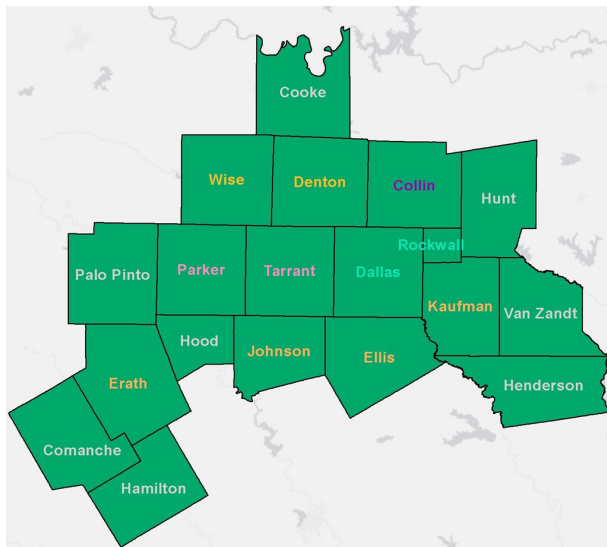 Cooke
Wise
Denton
Collin
Hunt
Rockwall
Palo Pinto
Parker
Tarrant
Dallas
Kaufman
Van Zandt
Hood
Johnson
Ellis
Erath
Henderson
Comanche
Hamilton